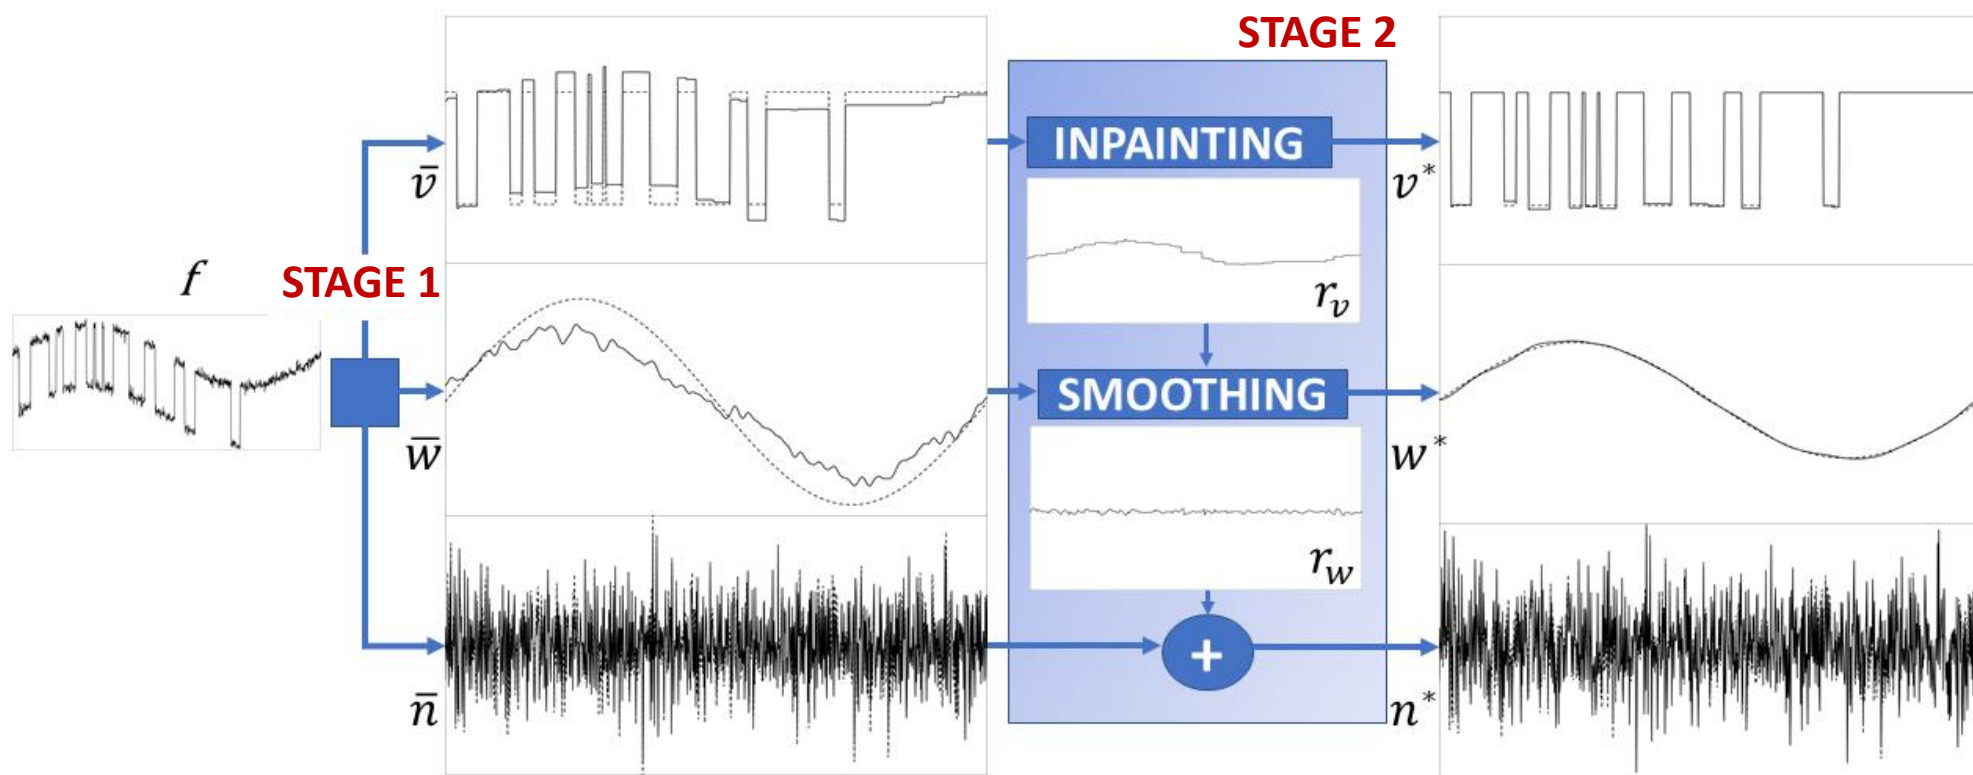 STAGE 2
INPAINTING
v̄
v*
r_v
f
STAGE 1
SMOOTHING
w̄
w*
r_w
+
n̄
n*